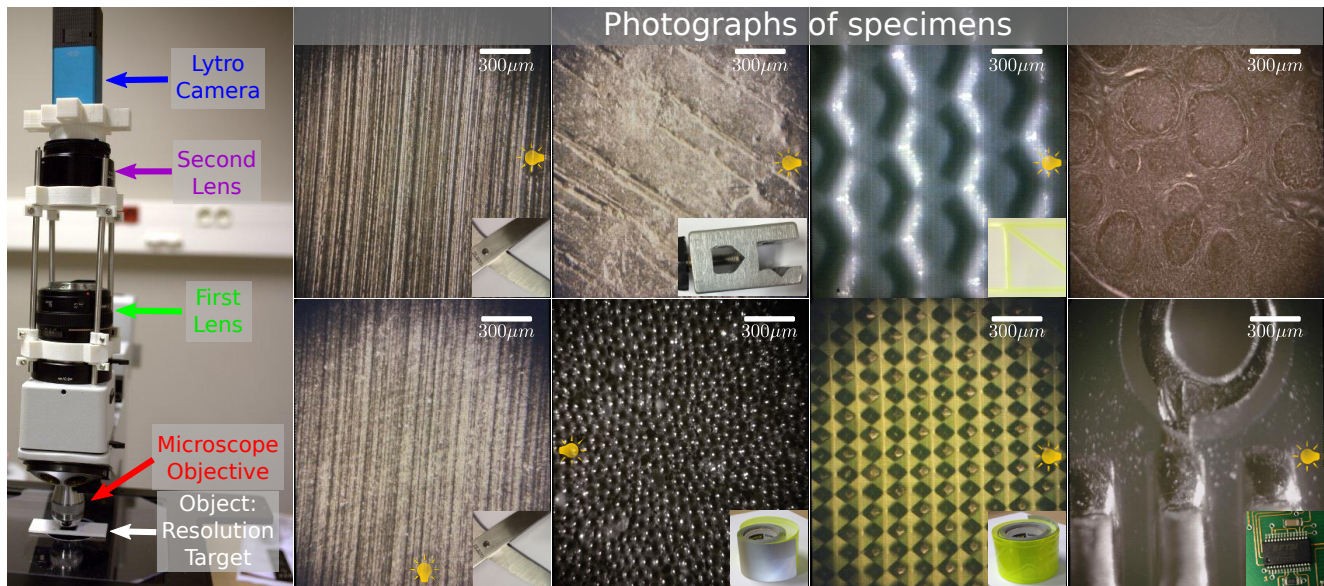 Photographs of specimens
Lytro
Camera
Second
Lens
First
Lens
Microscope
Objective
Object:
Resolution
Target
300μm
300μm
300μm
300μm
300μm
300μm
300μm
300μm